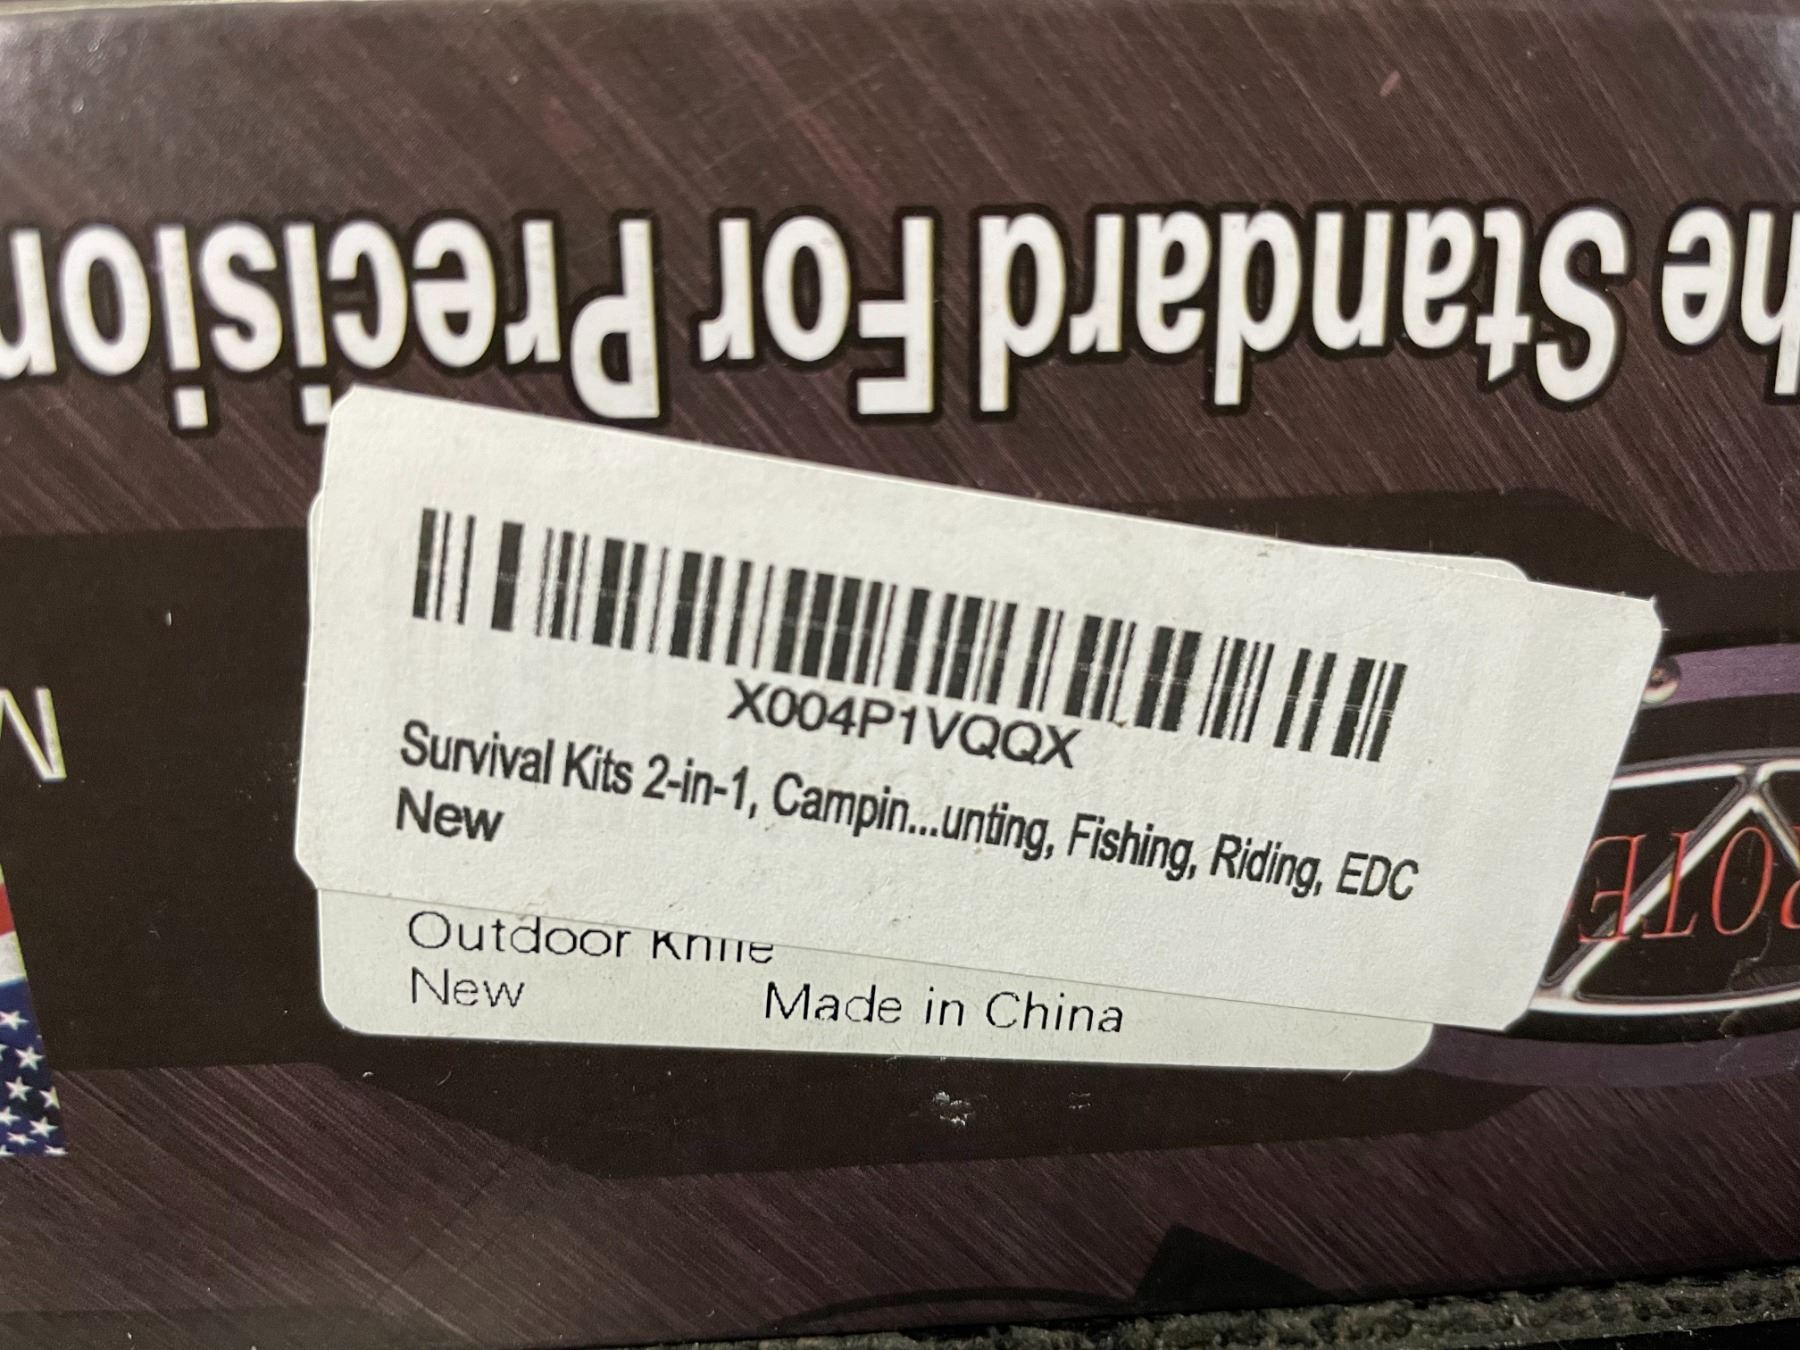 he Standard For Precision
X004P1VQQX
Survival Kits 2-in-1, Campin...unting, Fishing, Riding, EDC
New
Outdoor Knife
New Made in China